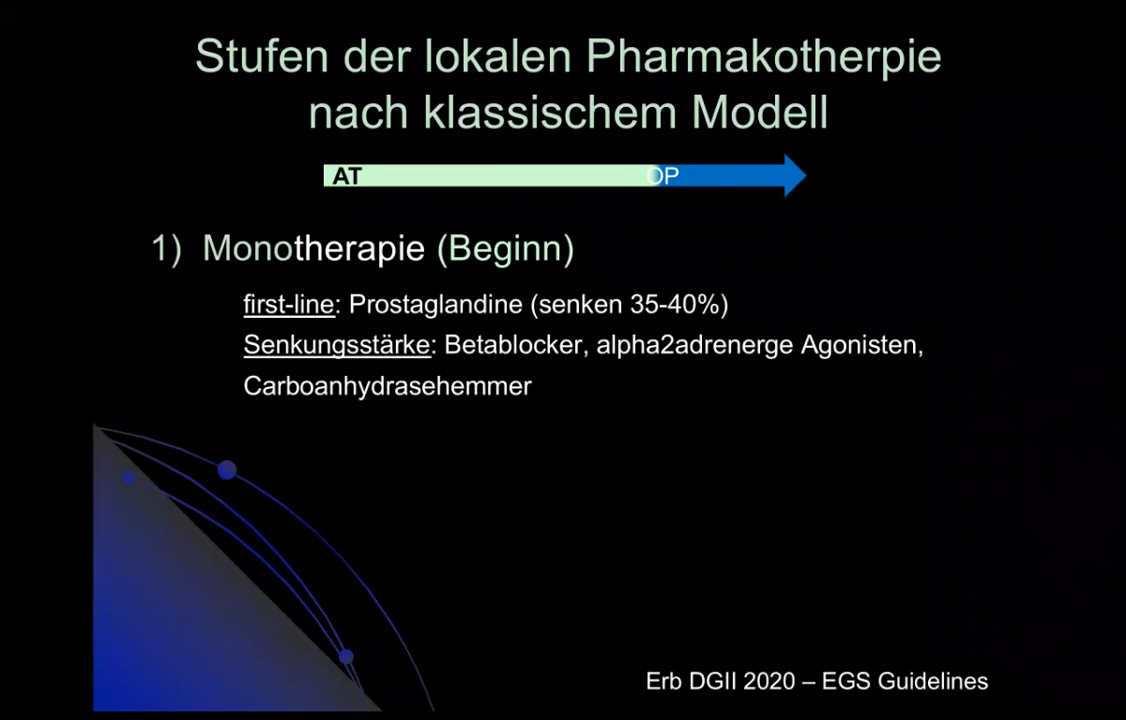 Stufen der lokalen Pharmakotherpie
nach klassischem Modell
AT OP
1) Monotherapie (Beginn)
first-line: Prostaglandine (senken 35-40%)
Senkungsstärke: Betablocker, alpha2adrenerge Agonisten,
Carboanhydrasehemmer
Erb DGII 2020 – EGS Guidelines